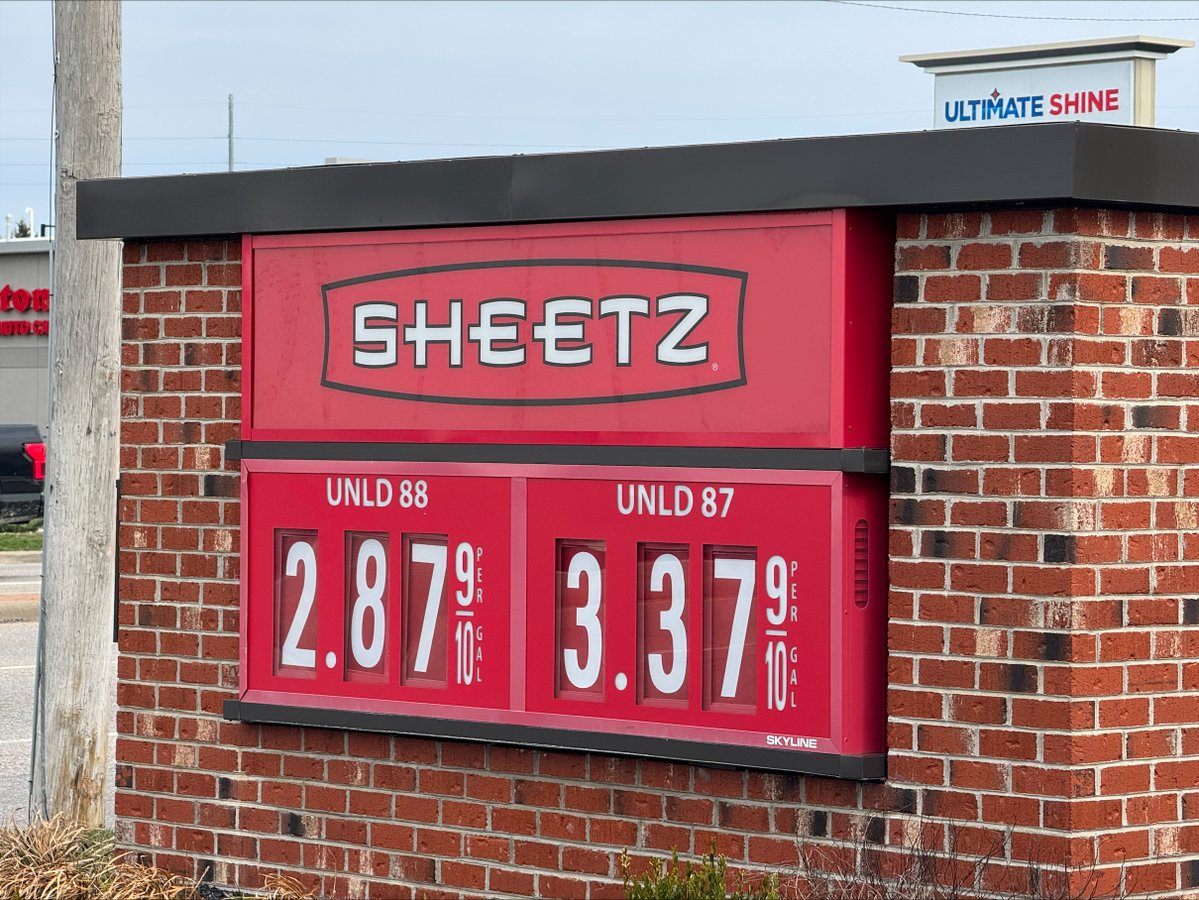 ULTIMATE SHINE
SHEETZ
®
UNLD 88
2.87 9/10 PER GAL
UNLD 87
3.37 9/10 PER GAL
SKYLINE